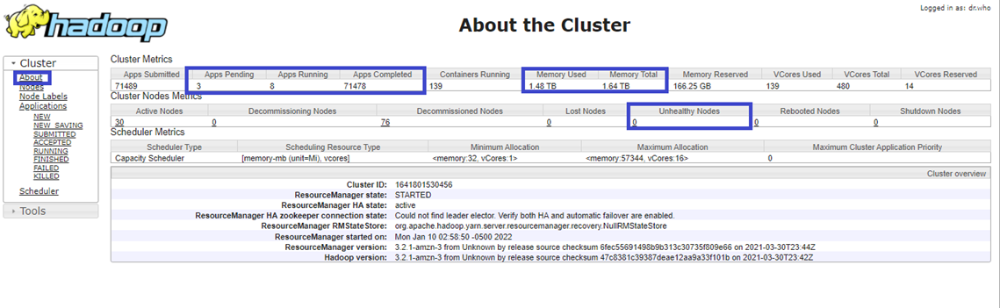 Logged in as: dr.who
hadoop
About the Cluster
Cluster
About
Nodes
Node Labels
Applications
NEW
NEW_SAVING
SUBMITTED
ACCEPTED
RUNNING
FINISHED
FAILED
KILLED
Scheduler
Tools
Cluster Metrics
Apps Submitted Apps Pending Apps Running Apps Completed Containers Running Memory Used Memory Total Memory Reserved VCores Used VCores Total VCores Reserved
71489 3 8 71478 139 1.48 TB 1.64 TB 166.25 GB 139 480 14
Cluster Nodes Metrics
Active Nodes Decommissioning Nodes Decommissioned Nodes Lost Nodes Unhealthy Nodes Rebooted Nodes Shutdown Nodes
30 0 76 0 0 0 0
Scheduler Metrics
Scheduler Type Scheduling Resource Type Minimum Allocation Maximum Allocation Maximum Cluster Application Priority
Capacity Scheduler [memory-mb (unit=Mi), vcores] <memory:32, vCores:1> <memory:57344, vCores:16> 0
Cluster overview
Cluster ID: 1641801530456
ResourceManager state: STARTED
ResourceManager HA state: active
ResourceManager HA zookeeper connection state: Could not find leader elector. Verify both HA and automatic failover are enabled.
ResourceManager RMStateStore: org.apache.hadoop.yarn.server.resourcemanager.recovery.NullRMStateStore
ResourceManager started on: Mon Jan 10 02:58:50 -0500 2022
ResourceManager version: 3.2.1-amzn-3 from Unknown by release source checksum 6fec55691498b9b313c30735f809e66 on 2021-03-30T23:44Z
Hadoop version: 3.2.1-amzn-3 from Unknown by release source checksum 47c8381c39387deae12aa9a33f101b on 2021-03-30T23:42Z